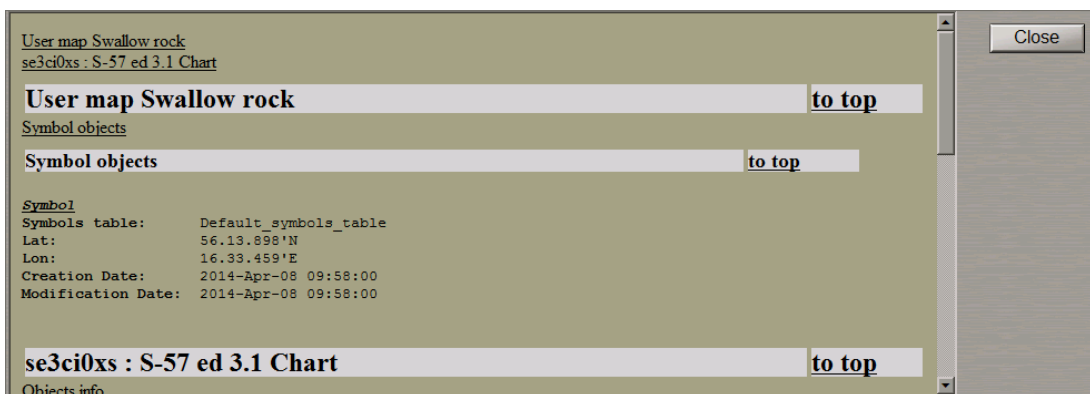 User map Swallow rock
se3ci0xs : S-57 ed 3.1 Chart
Close
User map Swallow rock to top
Symbol objects
Symbol objects to top
Symbol
Symbols table: Default_symbols_table
Lat: 56.13.898'N
Lon: 16.33.459'E
Creation Date: 2014-Apr-08 09:58:00
Modification Date: 2014-Apr-08 09:58:00
se3ci0xs : S-57 ed 3.1 Chart to top
Objects info